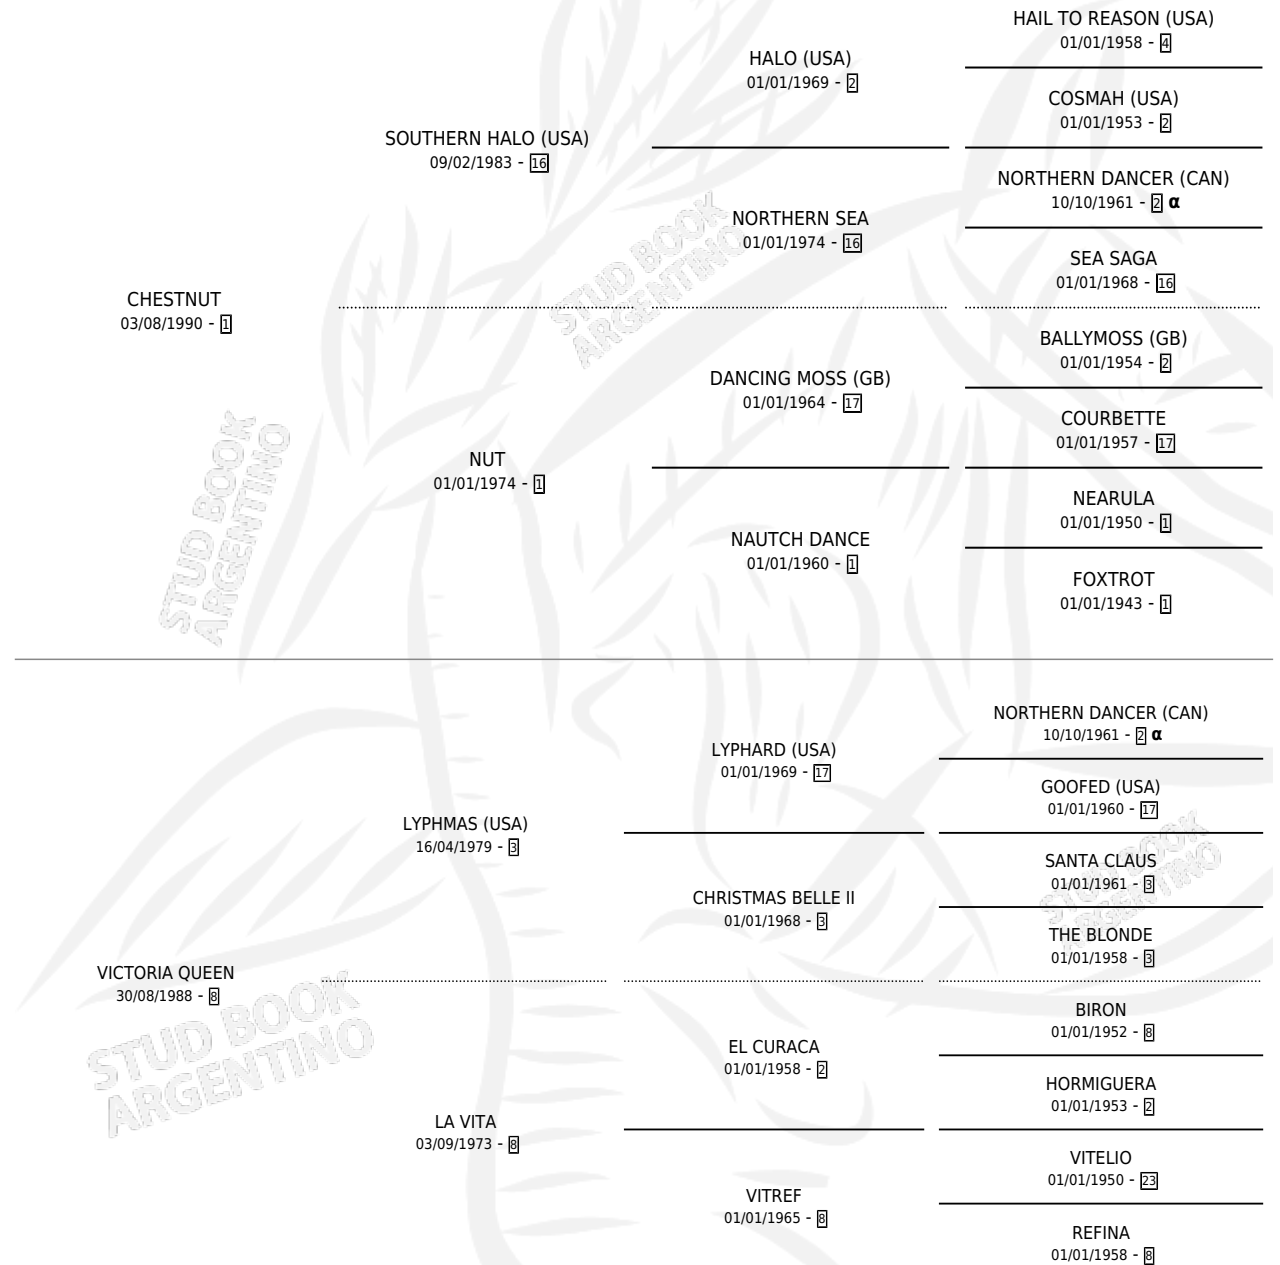 HAIL TO REASON (USA)
01/01/1958 - 4
HALO (USA)
01/01/1969 - 2
COSMAH (USA)
01/01/1953 - 2
SOUTHERN HALO (USA)
09/02/1983 - 16
NORTHERN DANCER (CAN)
10/10/1961 - 2 α
NORTHERN SEA
01/01/1974 - 16
SEA SAGA
01/01/1968 - 16
CHESTNUT
03/08/1990 - 1
BALLYMOSS (GB)
01/01/1954 - 2
DANCING MOSS (GB)
01/01/1964 - 17
COURBETTE
01/01/1957 - 17
NUT
01/01/1974 - 1
NEARULA
01/01/1950 - 1
NAUTCH DANCE
01/01/1960 - 1
FOXTROT
01/01/1943 - 1
NORTHERN DANCER (CAN)
10/10/1961 - 2 α
LYPHARD (USA)
01/01/1969 - 17
GOOFED (USA)
01/01/1960 - 17
LYPHMAS (USA)
16/04/1979 - 3
SANTA CLAUS
01/01/1961 - 3
CHRISTMAS BELLE II
01/01/1968 - 3
THE BLONDE
01/01/1958 - 3
VICTORIA QUEEN
30/08/1988 - 8
BIRON
01/01/1952 - 8
EL CURACA
01/01/1958 - 2
HORMIGUERA
01/01/1953 - 2
LA VITA
03/09/1973 - 8
VITELIO
01/01/1950 - 23
VITREF
01/01/1965 - 8
REFINA
01/01/1958 - 8
STUD BOOK
ARGENTINO
STUD BOOK
ARGENTINO
STUD BOOK
ARGENTINO
STUD BOOK
ARGENTINO